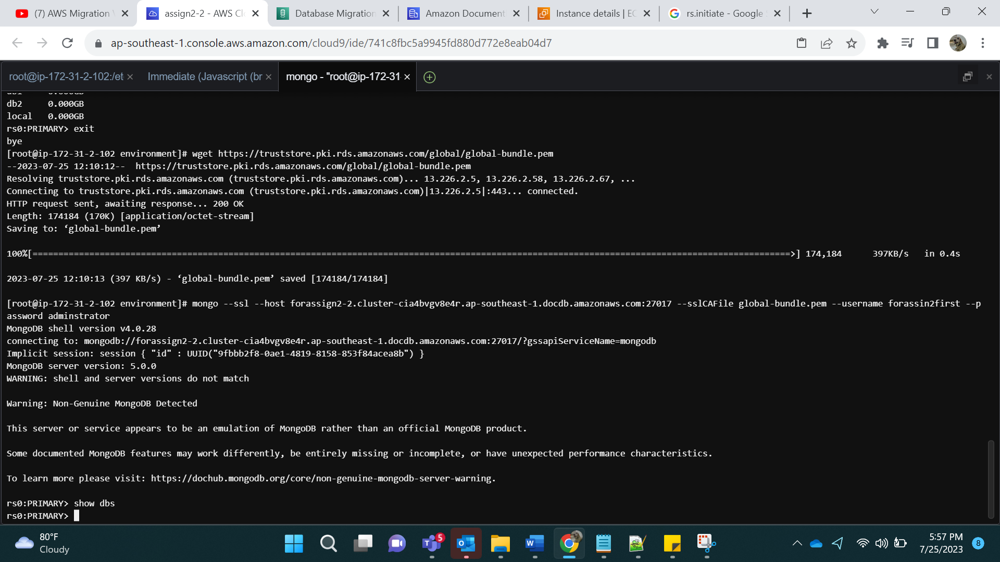 (7) AWS Migration
assign2-2 - AWS Cl
Database Migration
Amazon Document
Instance details | EC
rs.initiate - Google
ap-southeast-1.console.aws.amazon.com/cloud9/ide/741c8fbc5a9945fd880d772e8eab04d7
root@ip-172-31-2-102:/et
Immediate (Javascript (br
mongo - "root@ip-172-31
db2 0.000GB
local 0.000GB
rs0:PRIMARY> exit
bye
[root@ip-172-31-2-102 environment]# wget https://truststore.pki.rds.amazonaws.com/global/global-bundle.pem
--2023-07-25 12:10:12-- https://truststore.pki.rds.amazonaws.com/global/global-bundle.pem
Resolving truststore.pki.rds.amazonaws.com (truststore.pki.rds.amazonaws.com)... 13.226.2.5, 13.226.2.58, 13.226.2.67, ...
Connecting to truststore.pki.rds.amazonaws.com (truststore.pki.rds.amazonaws.com)|13.226.2.5|:443... connected.
HTTP request sent, awaiting response... 200 OK
Length: 174184 (170K) [application/octet-stream]
Saving to: ‘global-bundle.pem’
100%[===================================================================================================================================================>] 174,184 397KB/s in 0.4s
2023-07-25 12:10:13 (397 KB/s) - ‘global-bundle.pem’ saved [174184/174184]
[root@ip-172-31-2-102 environment]# mongo --ssl --host forassign2-2.cluster-cia4bvgv8e4r.ap-southeast-1.docdb.amazonaws.com:27017 --sslCAFile global-bundle.pem --username forassin2first --p
assword adminstrator
MongoDB shell version v4.0.28
connecting to: mongodb://forassign2-2.cluster-cia4bvgv8e4r.ap-southeast-1.docdb.amazonaws.com:27017/?gssapiServiceName=mongodb
Implicit session: session { "id" : UUID("9fbbb2f8-0ae1-4819-8158-853f84acea8b") }
MongoDB server version: 5.0.0
WARNING: shell and server versions do not match
Warning: Non-Genuine MongoDB Detected
This server or service appears to be an emulation of MongoDB rather than an official MongoDB product.
Some documented MongoDB features may work differently, be entirely missing or incomplete, or have unexpected performance characteristics.
To learn more please visit: https://dochub.mongodb.org/core/non-genuine-mongodb-server-warning.
rs0:PRIMARY> show dbs
rs0:PRIMARY>
80°F
Cloudy
5
5:57 PM
7/25/2023
8